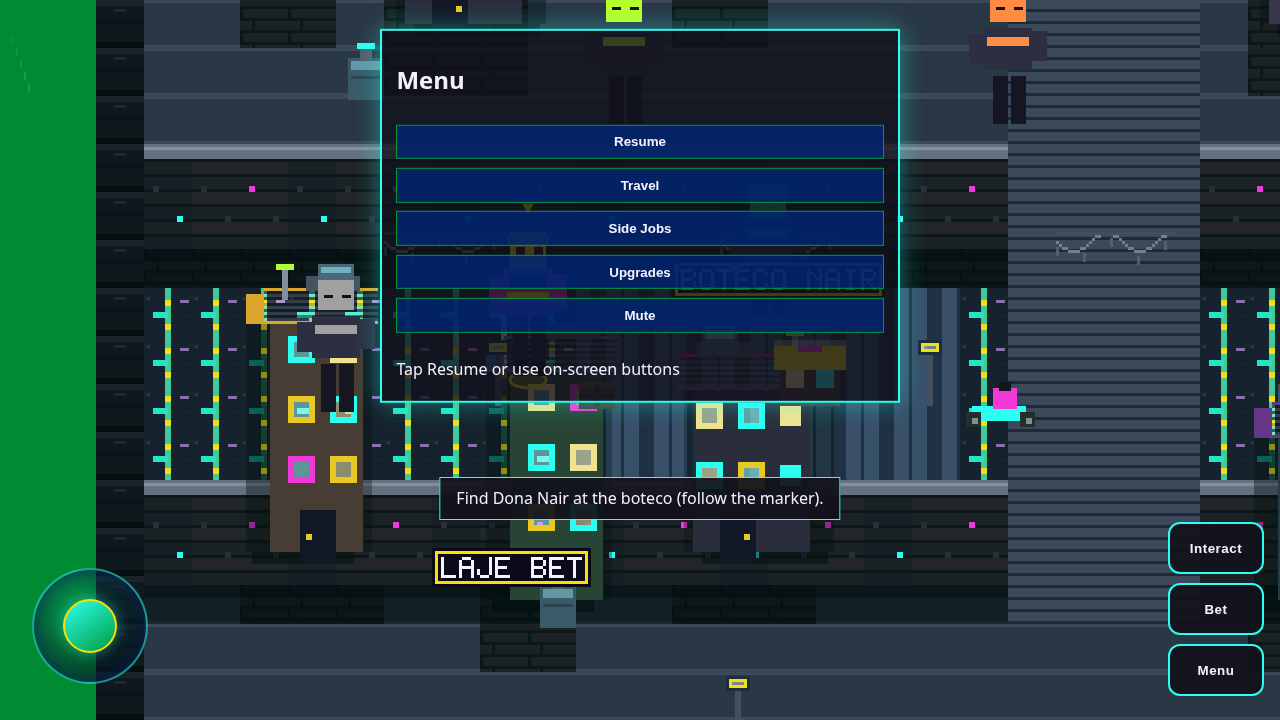 Menu
Resume
Travel
Side Jobs
Upgrades
BOTECO NAIR
Mute
Tap Resume or use on-screen buttons
Find Dona Nair at the boteco (follow the marker).
LAJE BET
Interact
Bet
Menu